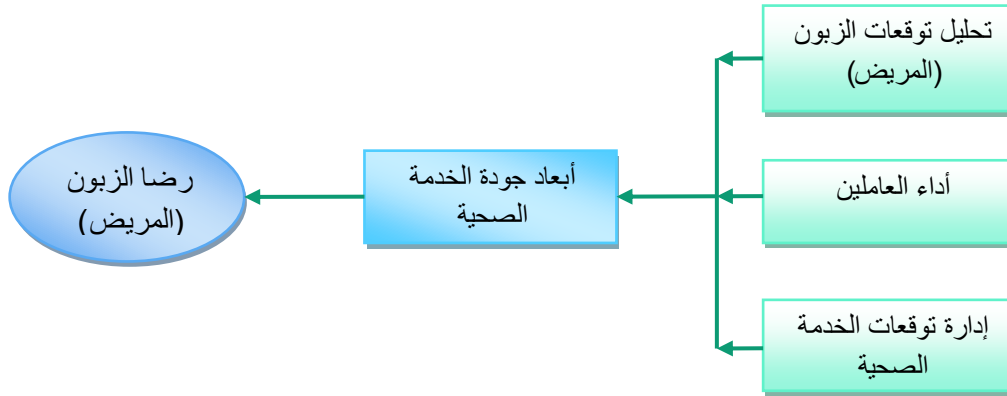 تحليل توقعات الزبون
(المريض)
أداء العاملين
إدارة توقعات الخدمة
الصحية
أبعاد جودة الخدمة
الصحية
رضا الزبون
(المريض)